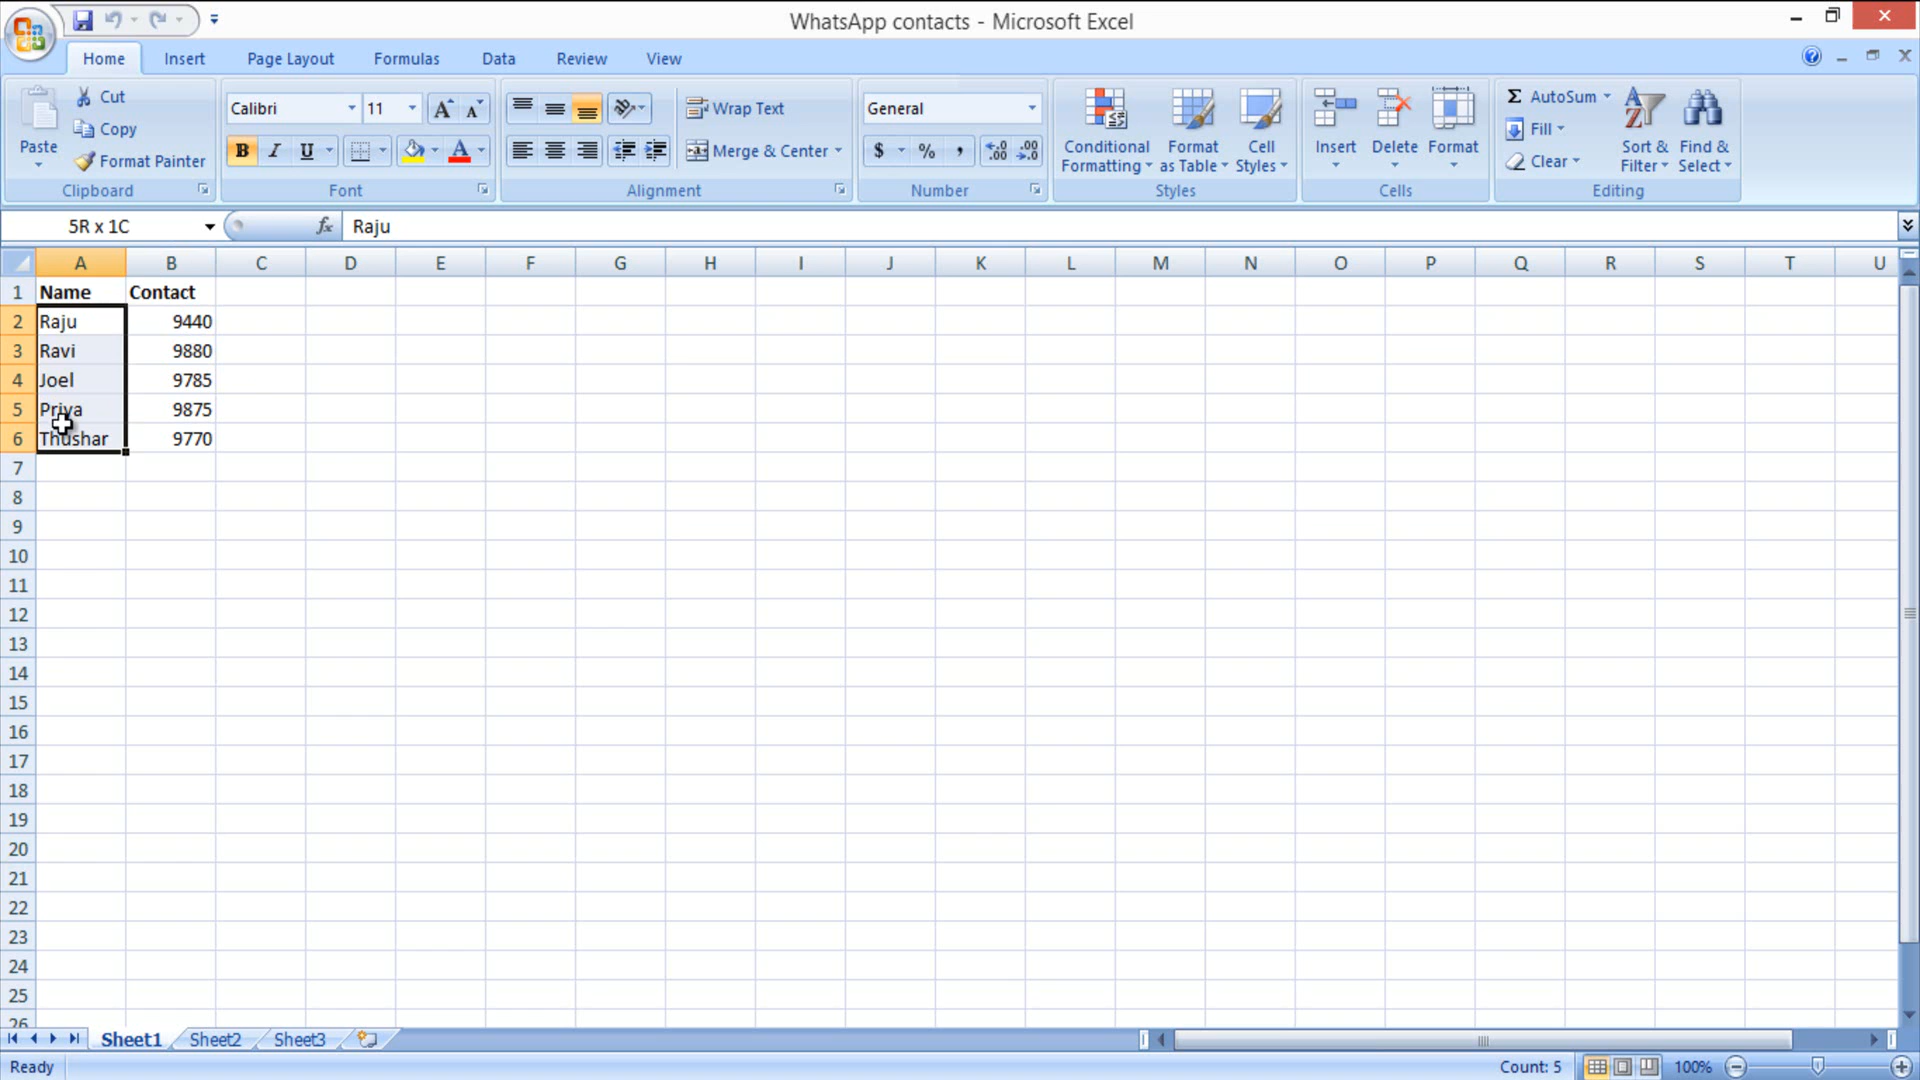 WhatsApp contacts - Microsoft Excel
Home Insert Page Layout Formulas Data Review View
Paste
Cut
Copy
Format Painter
Clipboard
Calibri 11 A A
B I U A
Font
Wrap Text
Merge & Center
Alignment
General
$ % ,
Number
Conditional Formatting
Format as Table
Cell Styles
Styles
Insert Delete Format
Cells
Σ AutoSum
Fill
Clear
Sort & Filter
Find & Select
Editing
5R x 1C fx Raju
A B C D E F G H I J K L M N O P Q R S T U
1 Name Contact
2 Raju 9440
3 Ravi 9880
4 Joel 9785
5 Priya 9875
6 Thushar 9770
7
8
9
10
11
12
13
14
15
16
17
18
19
20
21
22
23
24
25
26
Sheet1 Sheet2 Sheet3
Ready Count: 5 100%